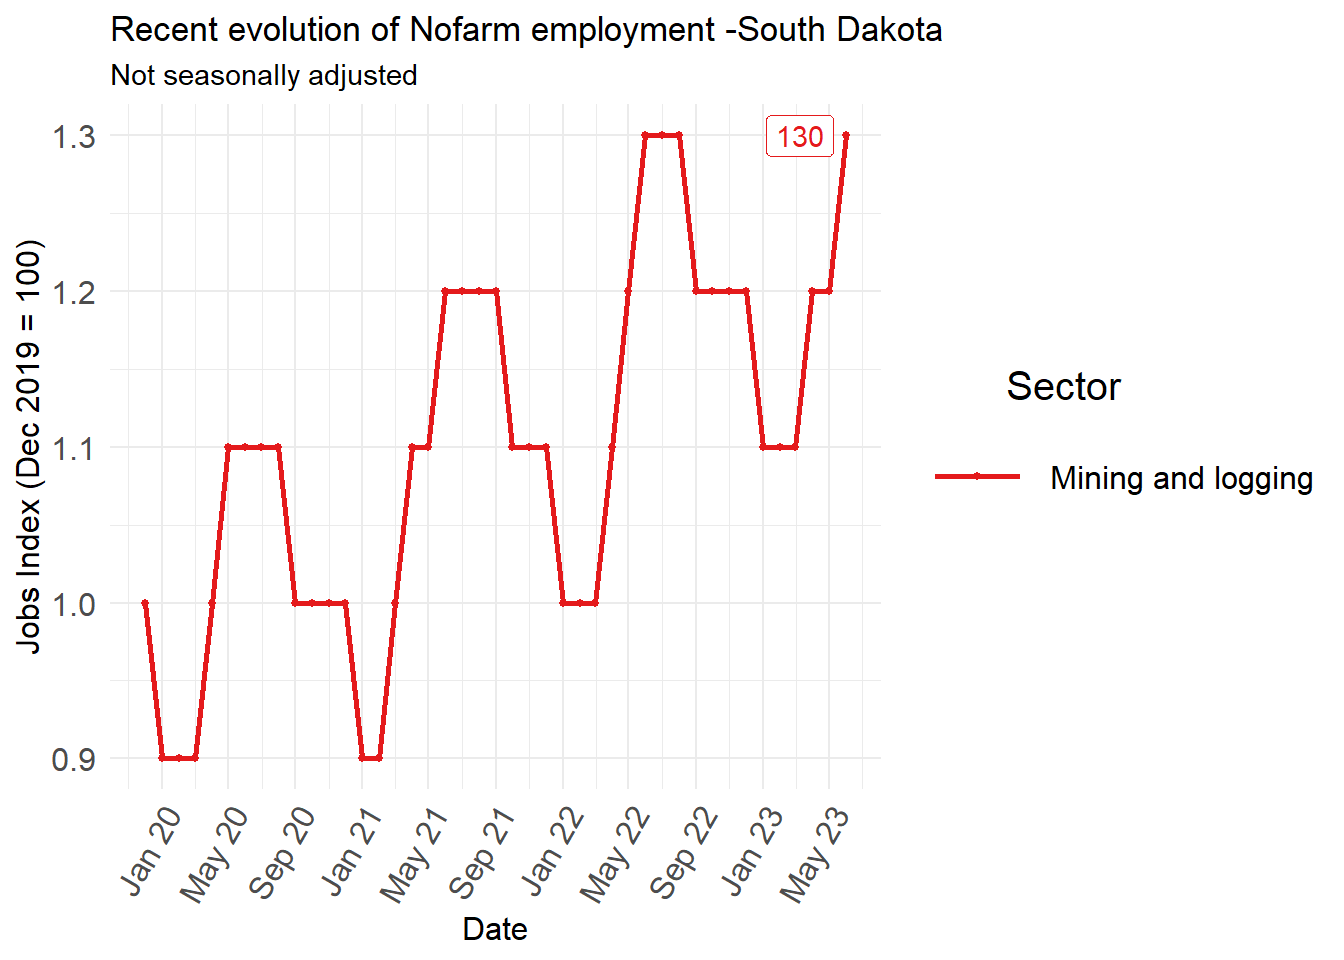 Recent evolution of Nofarm employment -South Dakota
Not seasonally adjusted
Jobs Index (Dec 2019 = 100)
1.3
1.2
1.1
1.0
0.9
130
Jan 20
May 20
Sep 20
Jan 21
May 21
Sep 21
Jan 22
May 22
Sep 22
Jan 23
May 23
Date
Sector
Mining and logging